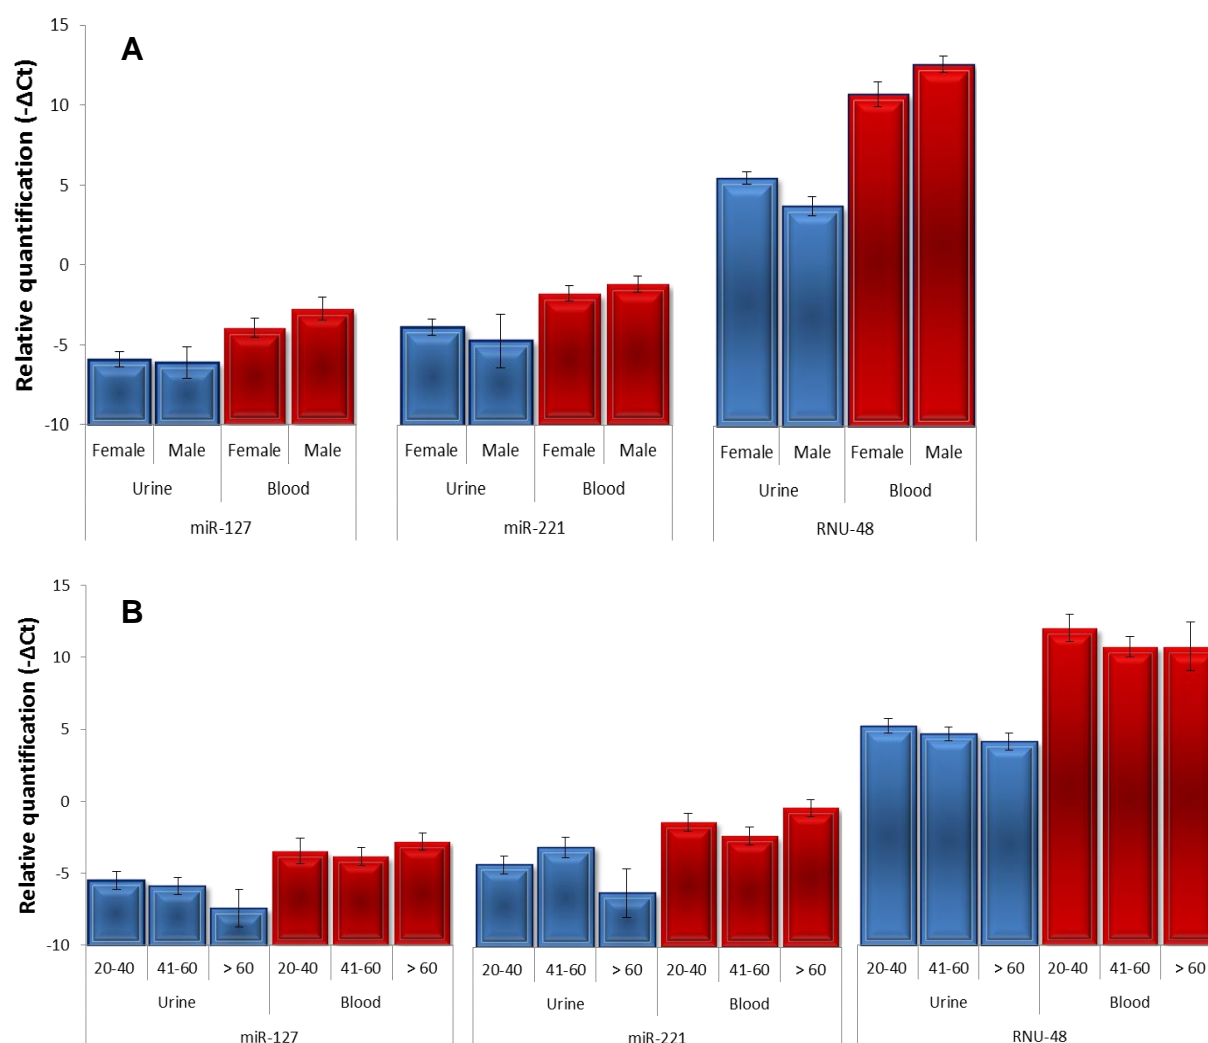 A
Relative quantification (-ΔCt)
15
10
5
0
-5
-10
Female Male Female Male Female Male Female Male Female Male Female Male
Urine Blood Urine Blood Urine Blood
miR-127 miR-221 RNU-48
B
Relative quantification (-ΔCt)
15
10
5
0
-5
-10
20-40 41-60 > 60 20-40 41-60 > 60 20-40 41-60 > 60 20-40 41-60 > 60 20-40 41-60 > 60 20-40 41-60 > 60
Urine Blood Urine Blood Urine Blood
miR-127 miR-221 RNU-48